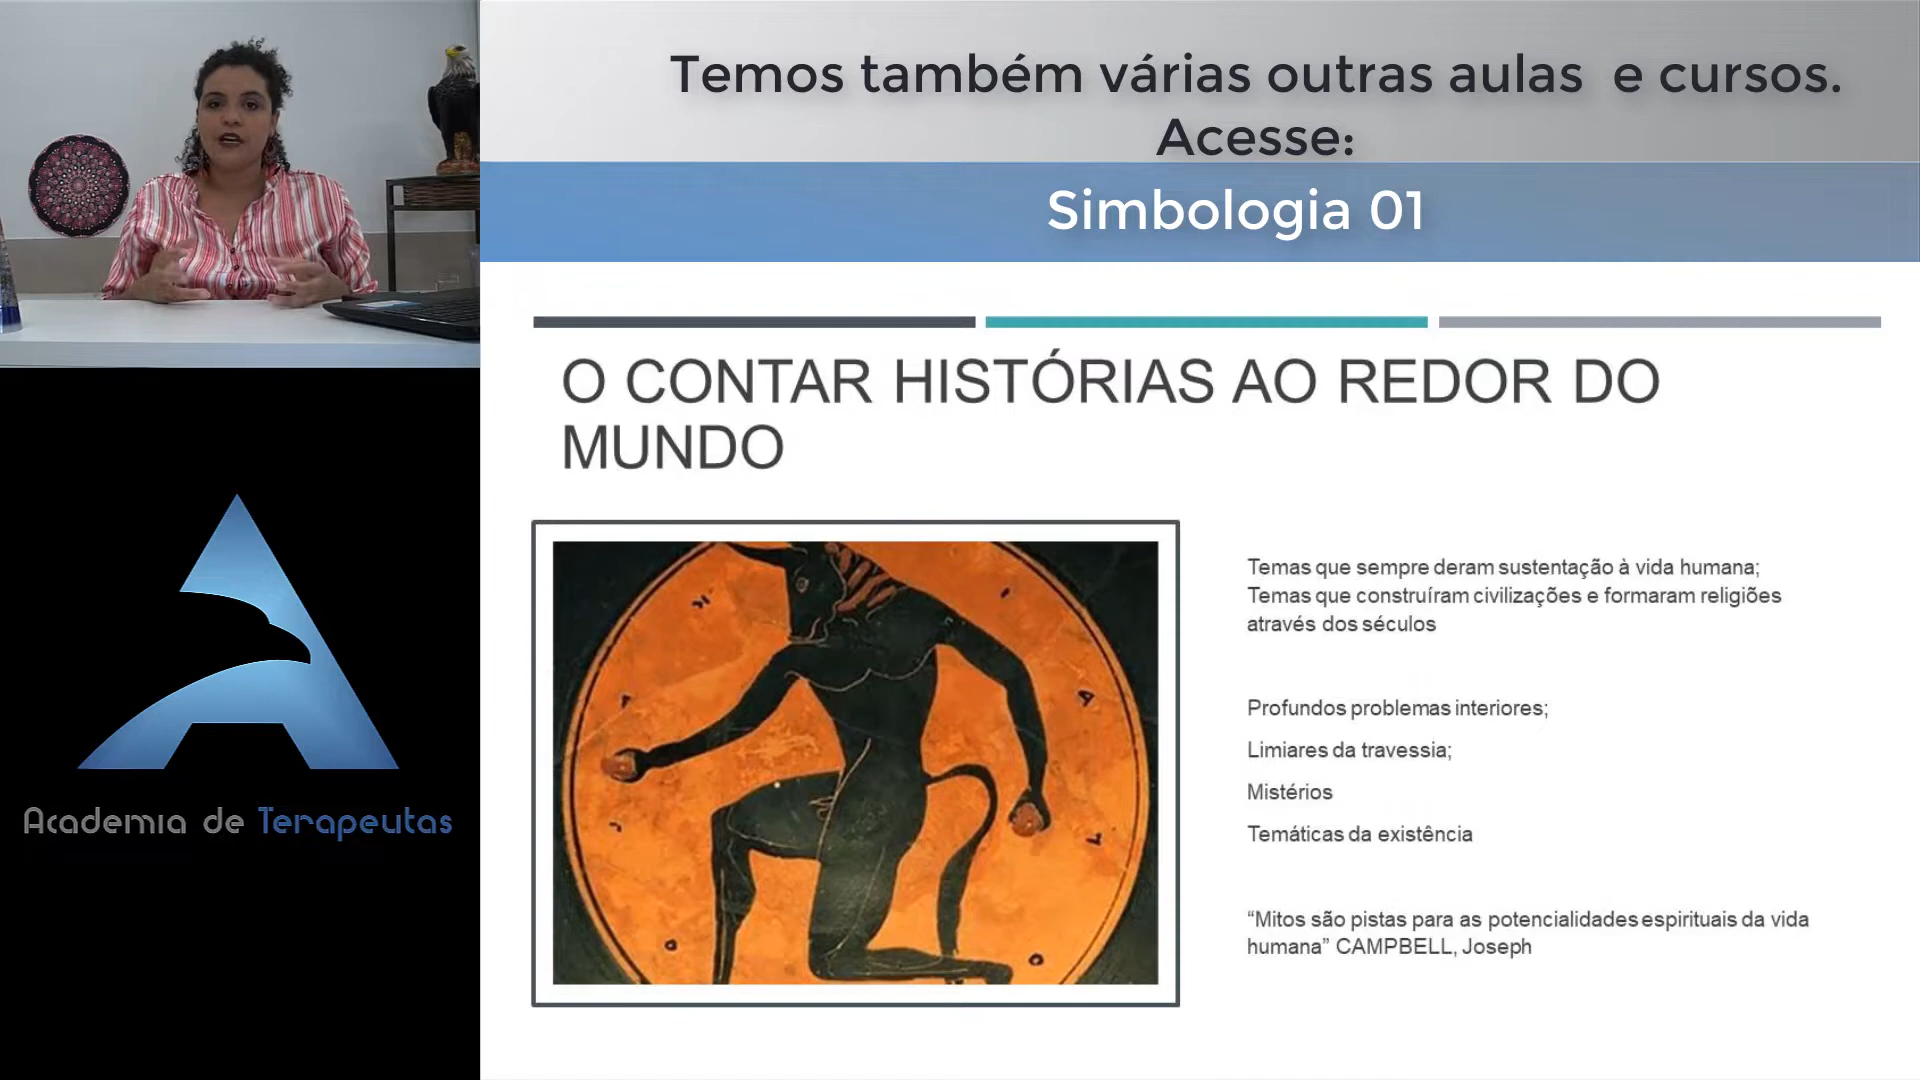 Temos também várias outras aulas e cursos.
Acesse:
Simbologia 01
O CONTAR HISTÓRIAS AO REDOR DO
MUNDO
Temas que sempre deram sustentação à vida humana;
Temas que construíram civilizações e formaram religiões
através dos séculos
Profundos problemas interiores;
Limiares da travessia;
Mistérios
Temáticas da existência
“Mitos são pistas para as potencialidades espirituais da vida
humana” CAMPBELL, Joseph
Academia de Terapeutas